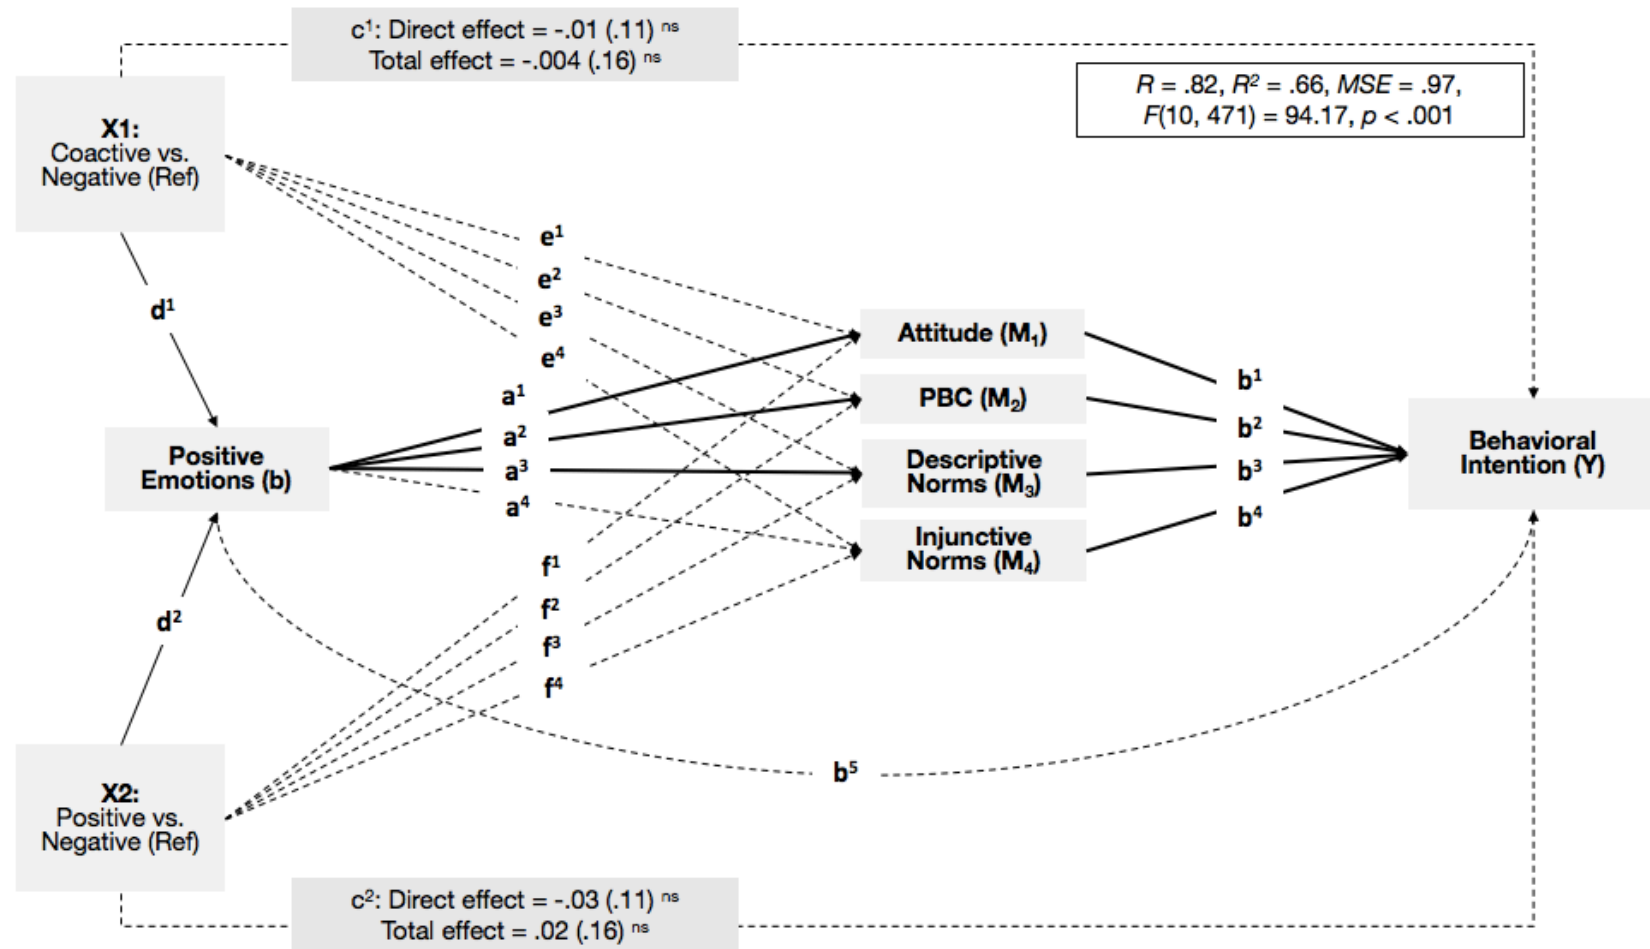 c¹: Direct effect = -.01 (.11) ns
Total effect = -.004 (.16) ns
R = .82, R² = .66, MSE = .97,
F(10, 471) = 94.17, p < .001
X1:
Coactive vs.
Negative (Ref)
e¹
e²
e³
e⁴
d¹
a¹
a²
a³
a⁴
Positive
Emotions (b)
Attitude (M₁)
PBC (M₂)
Descriptive
Norms (M₃)
Injunctive
Norms (M₄)
b¹
b²
b³
b⁴
Behavioral
Intention (Y)
f¹
f²
f³
f⁴
d²
b⁵
X2:
Positive vs.
Negative (Ref)
c²: Direct effect = -.03 (.11) ns
Total effect = .02 (.16) ns